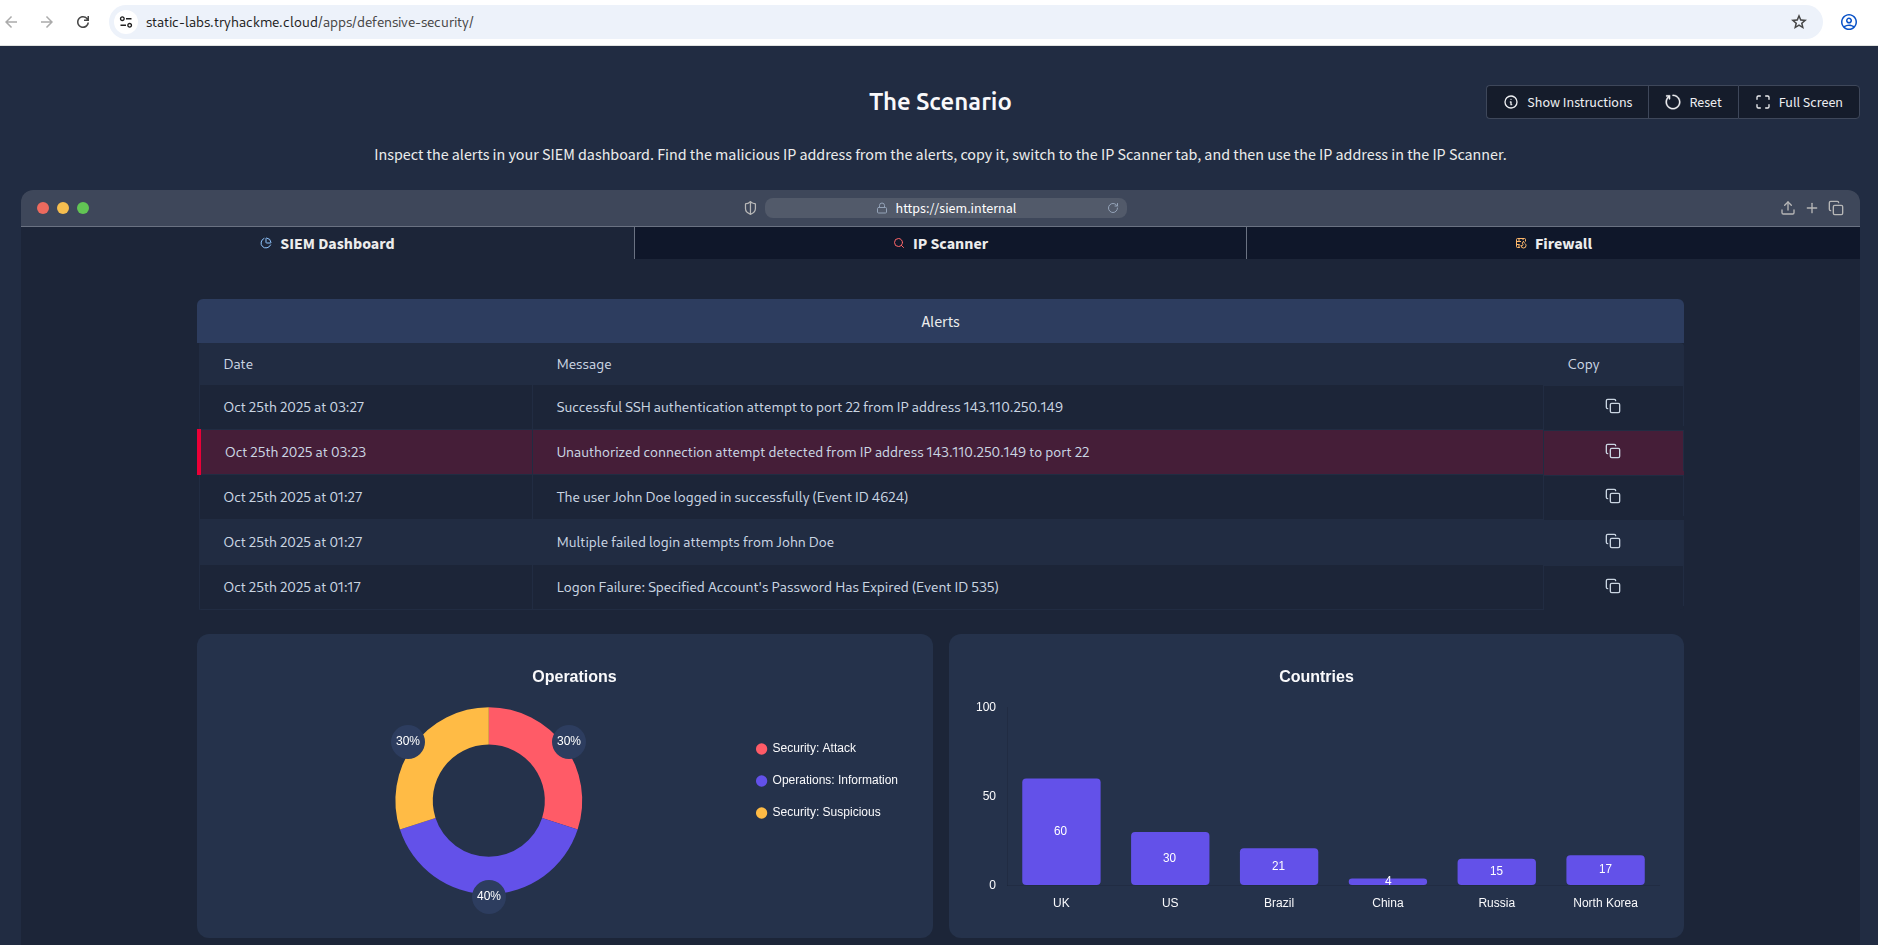 static-labs.tryhackme.cloud/apps/defensive-security/
The Scenario
Show Instructions
Reset
Full Screen
Inspect the alerts in your SIEM dashboard. Find the malicious IP address from the alerts, copy it, switch to the IP Scanner tab, and then use the IP address in the IP Scanner.
https://siem.internal
SIEM Dashboard
IP Scanner
Firewall
Alerts
Date Message Copy
Oct 25th 2025 at 03:27 Successful SSH authentication attempt to port 22 from IP address 143.110.250.149
Oct 25th 2025 at 03:23 Unauthorized connection attempt detected from IP address 143.110.250.149 to port 22
Oct 25th 2025 at 01:27 The user John Doe logged in successfully (Event ID 4624)
Oct 25th 2025 at 01:27 Multiple failed login attempts from John Doe
Oct 25th 2025 at 01:17 Logon Failure: Specified Account's Password Has Expired (Event ID 535)
Operations
30%
30%
40%
Security: Attack
Operations: Information
Security: Suspicious
Countries
100
50
0
60
30
21
4
15
17
UK
US
Brazil
China
Russia
North Korea